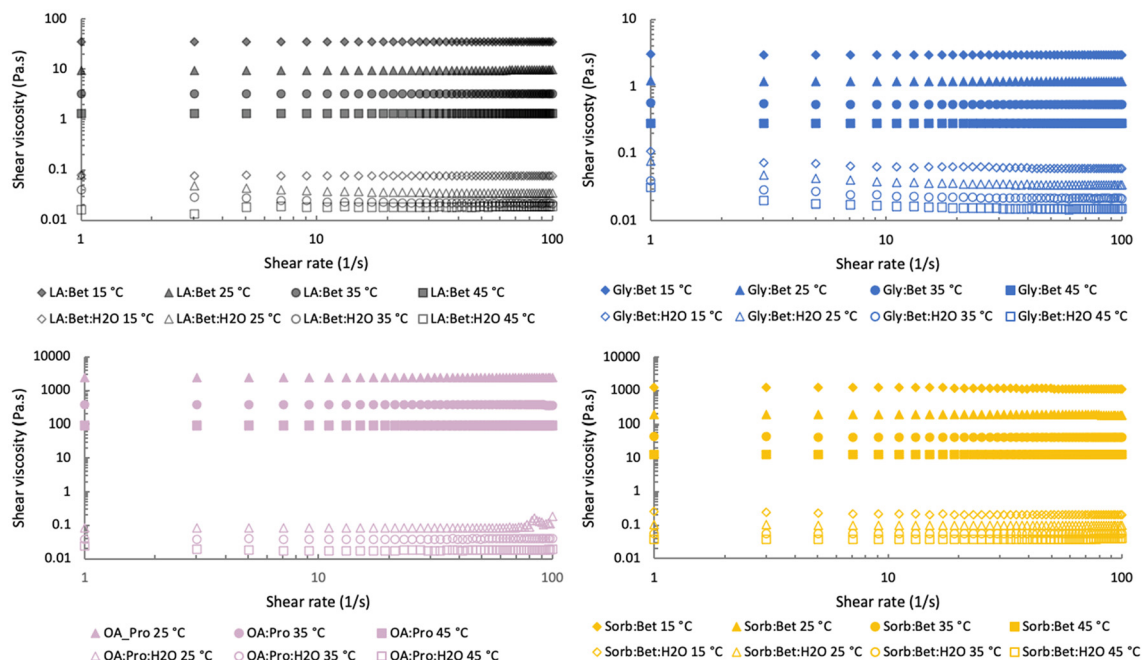 100
10
1
0.1
0.01
Shear viscosity (Pa.s)
1 10 100
Shear rate (1/s)
LA:Bet 15 °C LA:Bet 25 °C LA:Bet 35 °C LA:Bet 45 °C
LA:Bet:H2O 15 °C LA:Bet:H2O 25 °C LA:Bet:H2O 35 °C LA:Bet:H2O 45 °C
10
1
0.1
0.01
Shear viscosity (Pa.s)
1 10 100
Shear rate (1/s)
Gly:Bet 15 °C Gly:Bet 25 °C Gly:Bet 35 °C Gly:Bet 45 °C
Gly:Bet:H2O 15 °C Gly:Bet:H2O 25 °C Gly:Bet:H2O 35 °C Gly:Bet:H2O 45 °C
10000
1000
100
10
1
0.1
0.01
Shear viscosity (Pa.s)
1 10 100
Shear rate (1/s)
OA_Pro 25 °C OA:Pro 35 °C OA:Pro 45 °C
OA:Pro:H2O 25 °C OA:Pro:H2O 35 °C OA:Pro:H2O 45 °C
10000
1000
100
10
1
0.1
0.01
Shear viscosity (Pa.s)
1 10 100
Shear rate (1/s)
Sorb:Bet 15 °C Sorb:Bet 25 °C Sorb:Bet 35 °C Sorb:Bet 45 °C
Sorb:Bet:H2O 15 °C Sorb:Bet:H2O 25 °C Sorb:Bet:H2O 35 °C Sorb:Bet:H2O 45 °C